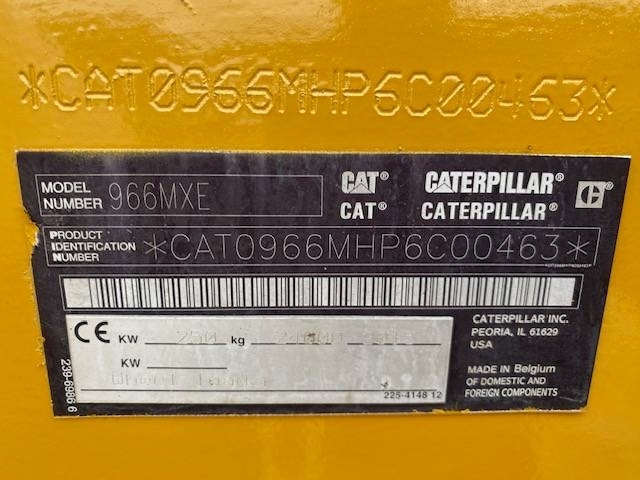 *CAT0966MHP6C00463*
MODEL NUMBER 966MXE
CAT® CATERPILLAR®
CAT® CATERPILLAR®
PRODUCT IDENTIFICATION NUMBER *CAT0966MHP6C00463*
CE KW 250 kg
KW
CATERPILLAR INC.
PEORIA, IL 61629
USA
MADE IN Belgium
OF DOMESTIC AND
FOREIGN COMPONENTS
225-4148 12
239-6986 6